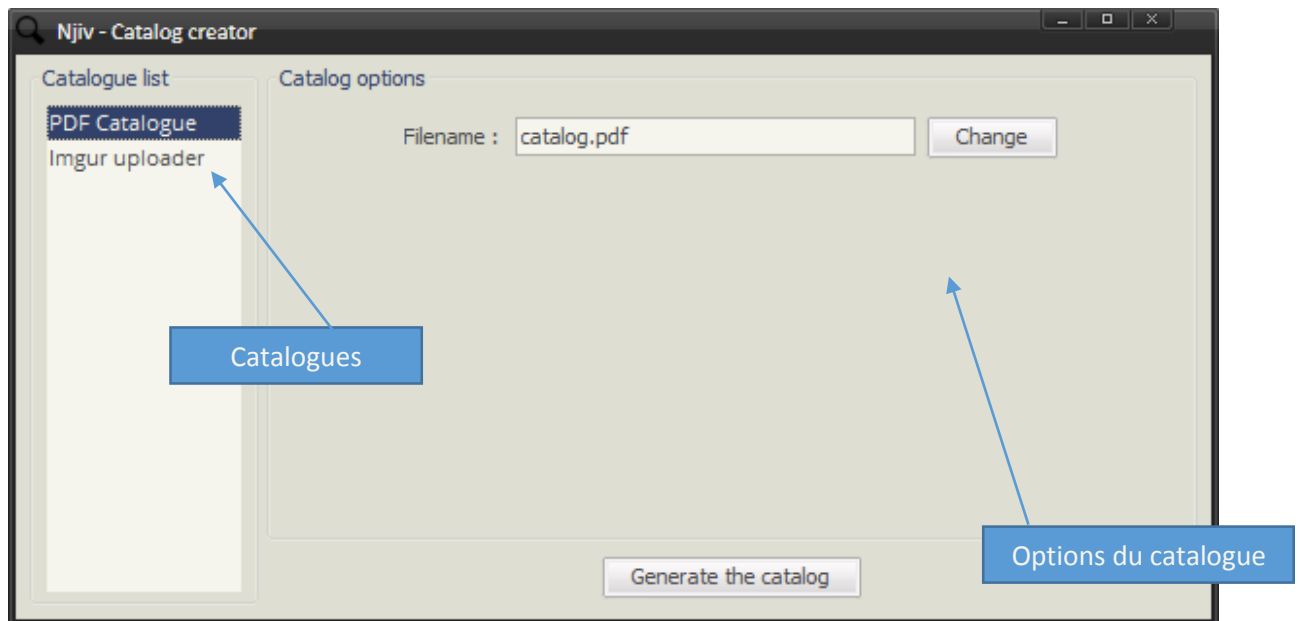 Njiv - Catalog creator
Catalogue list
PDF Catalogue
Imgur uploader
Catalog options
Filename :
catalog.pdf
Change
Catalogues
Options du catalogue
Generate the catalog